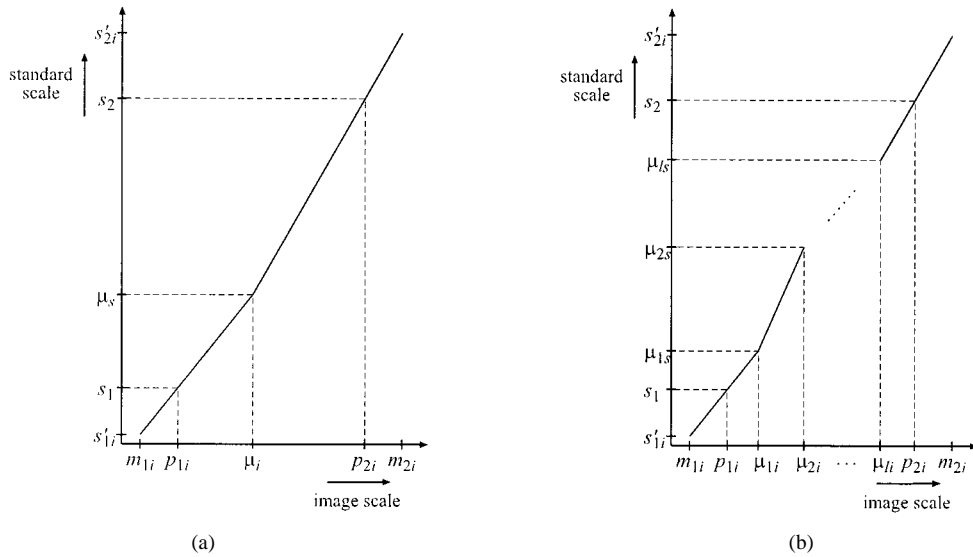 s′2i
standard
scale
s2
μs
s1
s′1i
m1i p1i μi p2i m2i
image scale
(a)
s′2i
standard
scale
s2
μls
μ2s
μ1s
s1
s′1i
m1i p1i μ1i μ2i ... μli p2i m2i
image scale
(b)